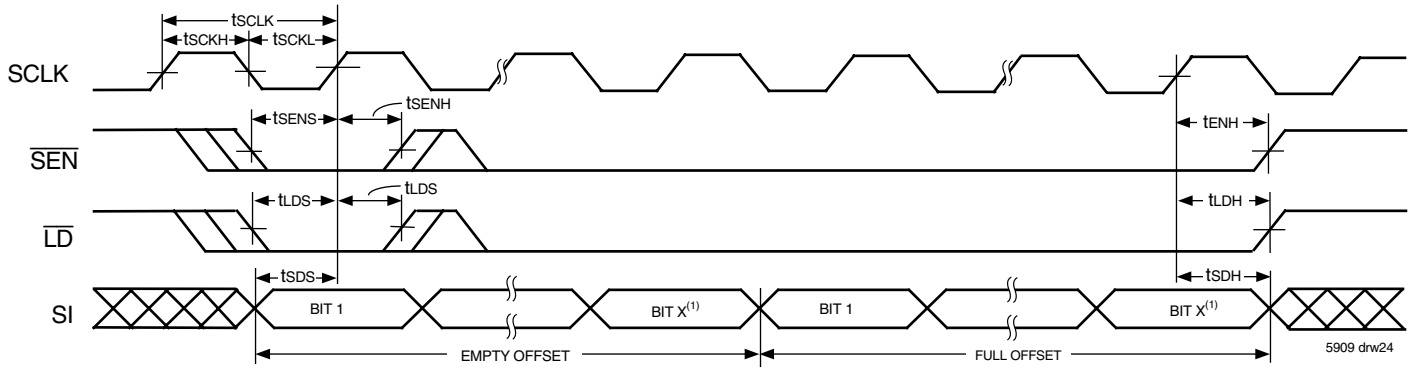 tSCLK
tSCKH tSCKL
SCLK
tSENS tSENH tENH
SEN
tLDS tLDS tLDH
LD
tSDS tSDH
SI BIT 1 BIT X(1) BIT 1 BIT X(1)
EMPTY OFFSET FULL OFFSET 5909 drw24